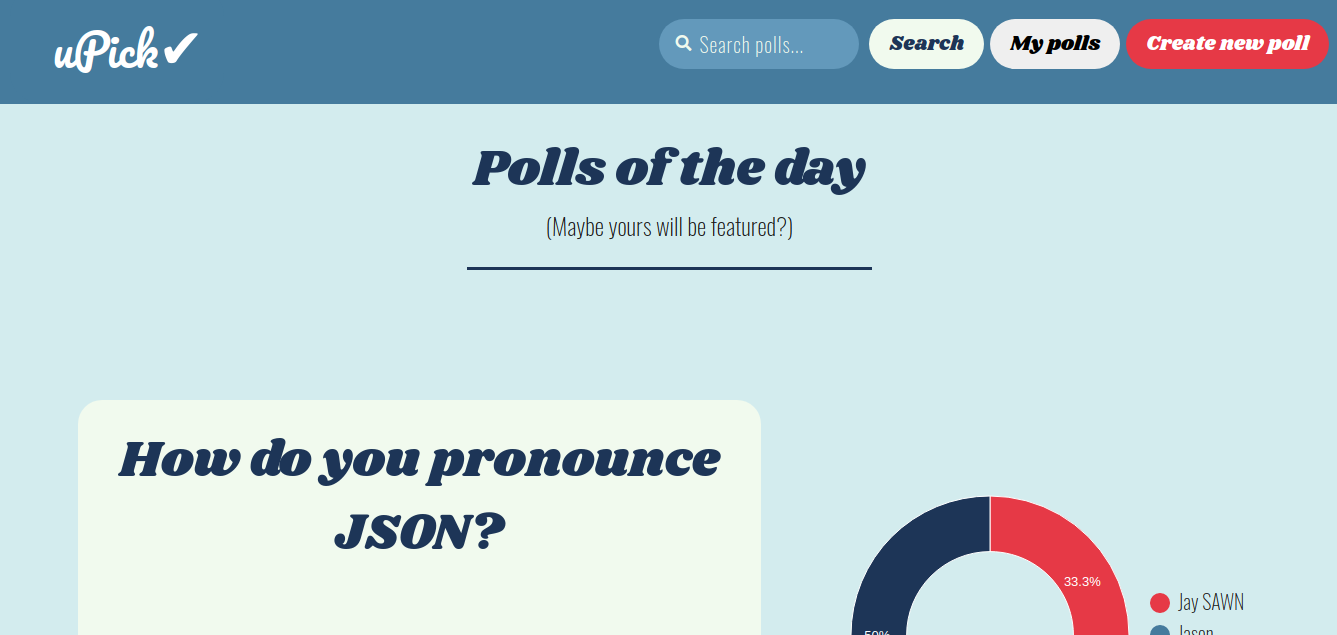 uPick✔
Search polls...
Search
My polls
Create new poll
Polls of the day
(Maybe yours will be featured?)
How do you pronounce
JSON?
33.3%
Jay SAWN
50%
Jason